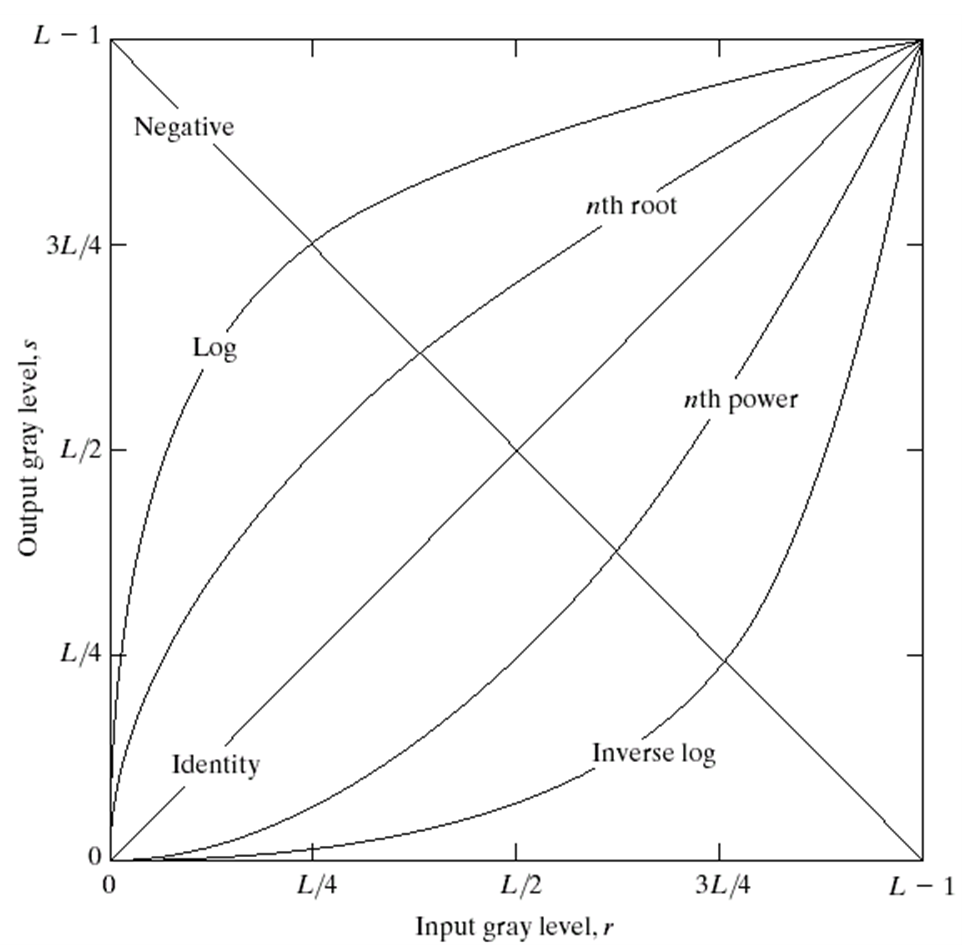 L − 1
Negative
nth root
3L/4
Log
nth power
Output gray level, s
L/2
L/4
Inverse log
Identity
0
0
L/4
L/2
3L/4
L − 1
Input gray level, r